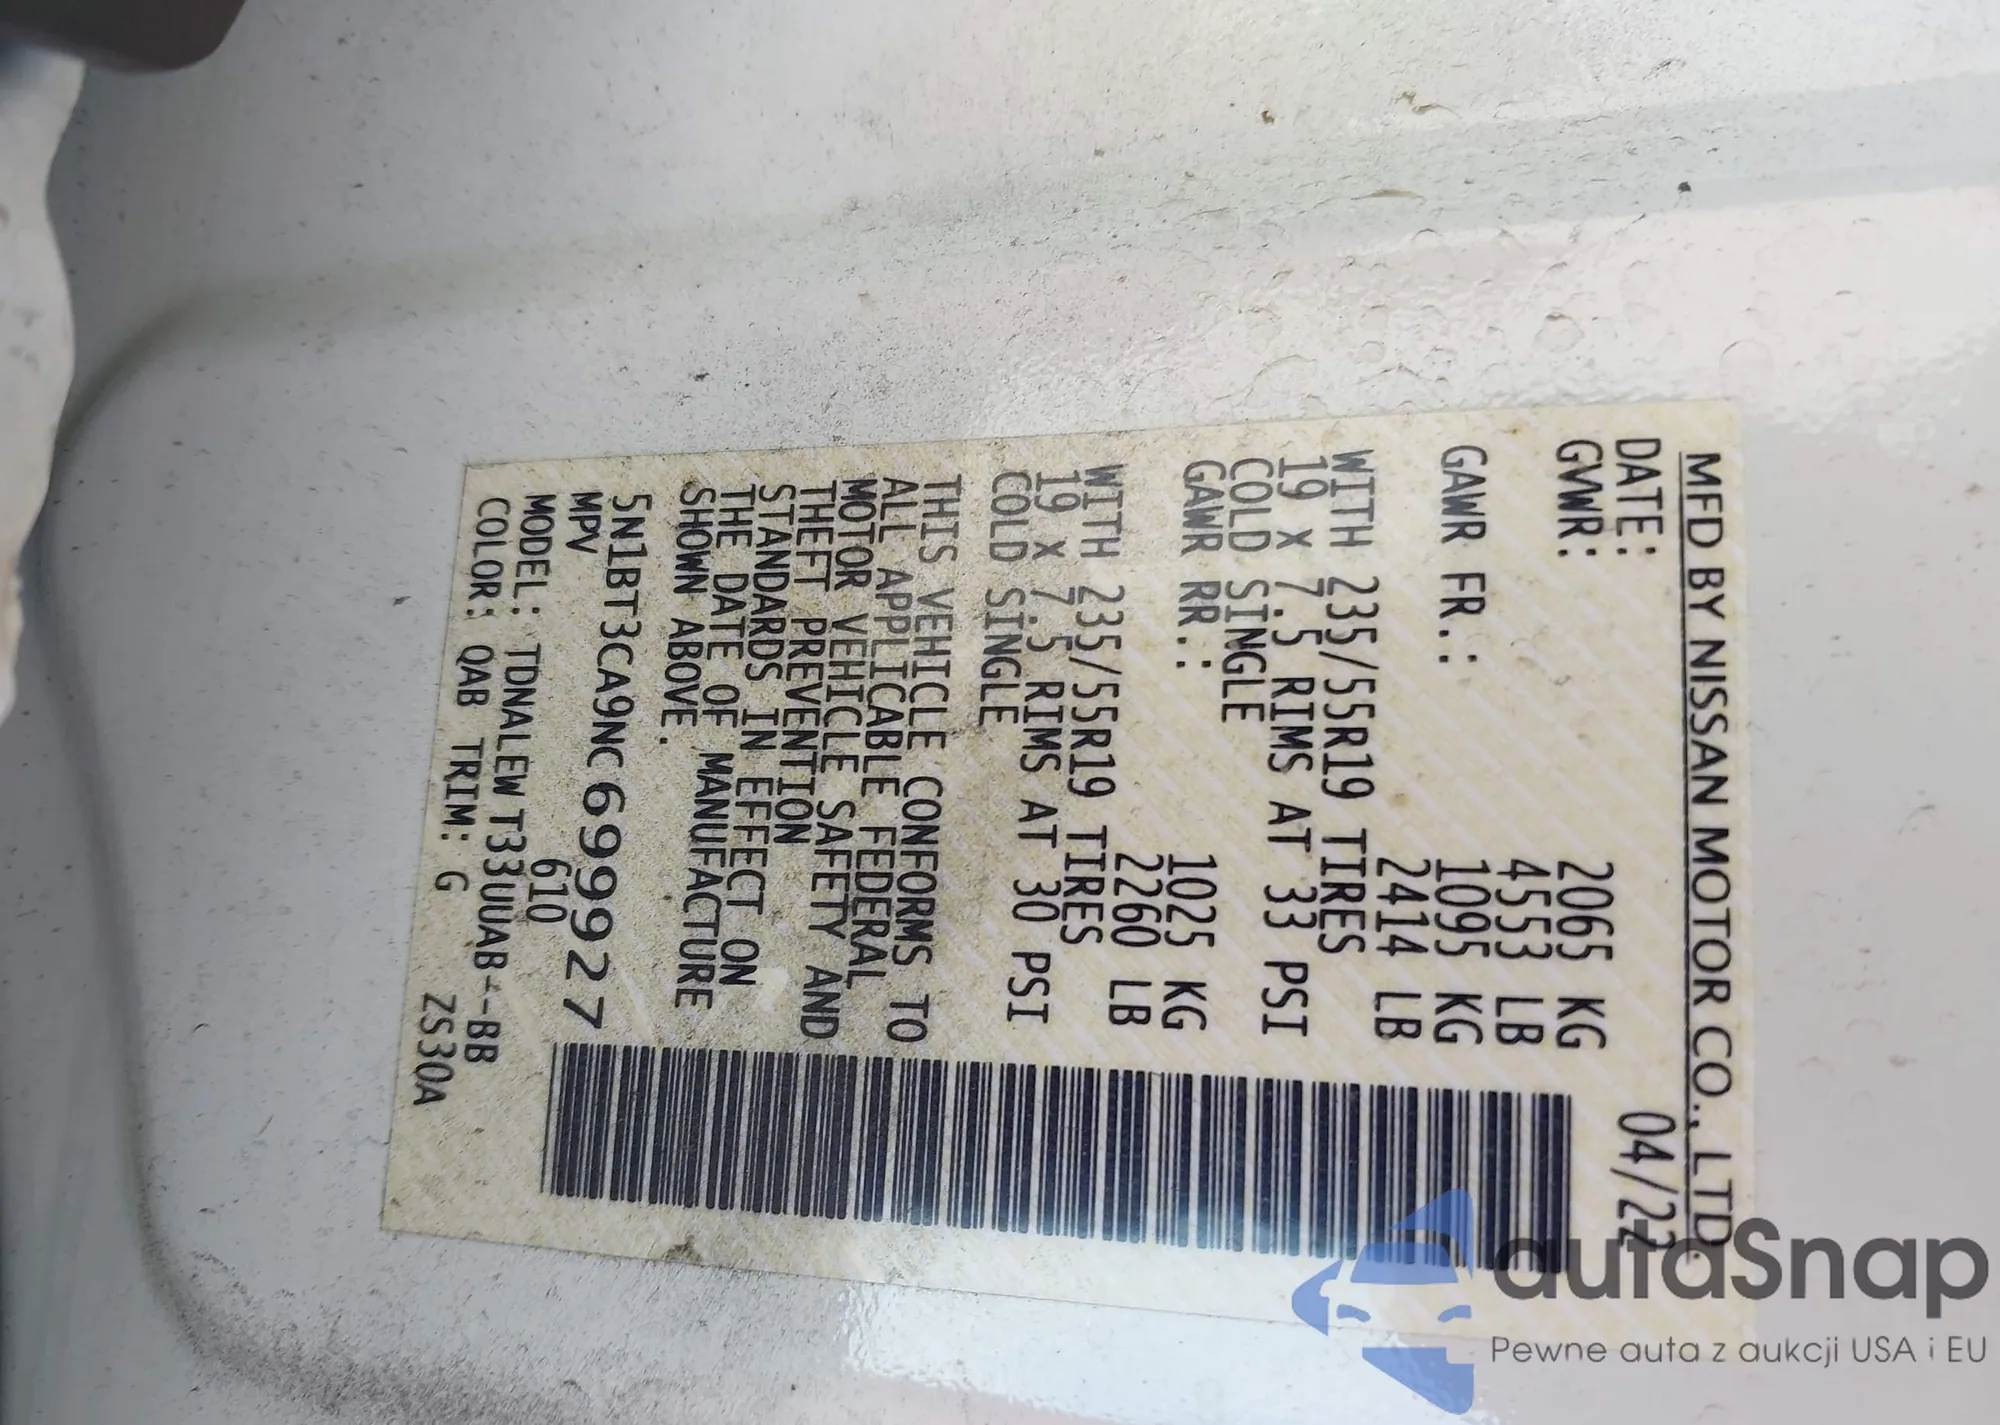 MFD BY NISSAN MOTOR CO., LTD.
DATE: 04/22
GVWR: 2065 KG
4553 LB
GAWR FR.: 1095 KG
2414 LB
WITH 235/55R19 TIRES
19 X 7.5 RIMS AT 33 PSI
COLD SINGLE
GAWR RR.: 1025 KG
2260 LB
WITH 235/55R19 TIRES
19 X 7.5 RIMS AT 30 PSI
COLD SINGLE
THIS VEHICLE CONFORMS TO
ALL APPLICABLE FEDERAL
MOTOR VEHICLE SAFETY AND
THEFT PREVENTION
STANDARDS IN EFFECT ON
THE DATE OF MANUFACTURE
SHOWN ABOVE.
5N1BT3CA9NC699927
MPV 610
MODEL: TDNALEW T33UUAB--BB
COLOR: QAB TRIM: G ZS30A
autaSnap
Pewne auta z aukcji USA i EU